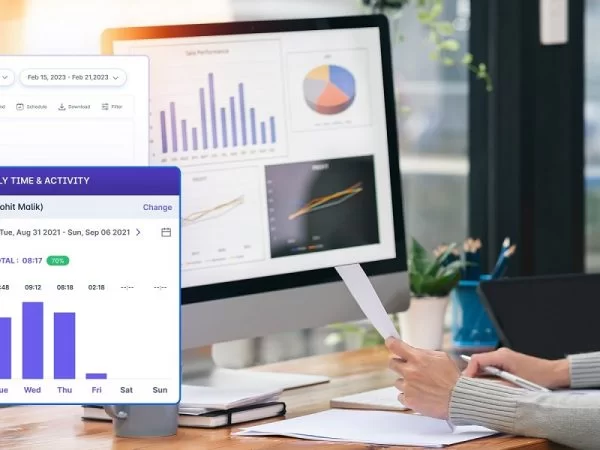 Feb 15, 2023 - Feb 21,2023
Schedule Download Filter
Sale Performance
LY TIME & ACTIVITY
ohit Malik)
Change
Tue, Aug 31 2021 - Sun, Sep 06 2021
OTAL : 08:17 70%
:48 09:12 08:18 02:18 --:-- --:--
ue Wed Thu Fri Sat Sun